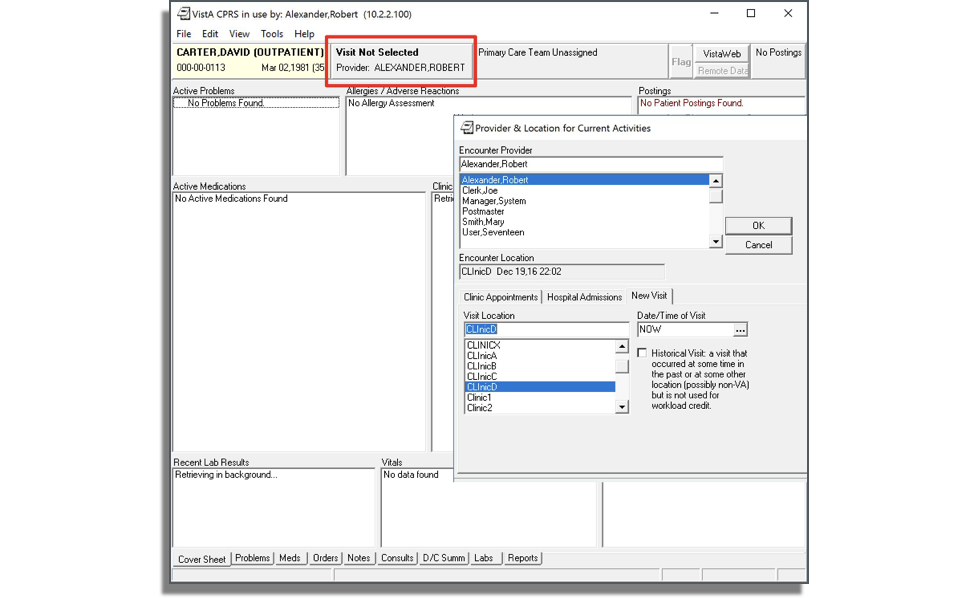 VistA CPRS in use by: Alexander,Robert (10.2.2.100)
File Edit View Tools Help
CARTER,DAVID (OUTPATIENT)
000-00-0113 Mar 02,1981 (35
Visit Not Selected
Provider: ALEXANDER,ROBERT
Primary Care Team Unassigned
Flag
VistaWeb
Remote Data
No Postings
Active Problems
No Problems Found.
Allergies / Adverse Reactions
No Allergy Assessment
Postings
No Patient Postings Found.
Active Medications
No Active Medications Found
Clinic
Retri
Provider & Location for Current Activities
Encounter Provider
Alexander,Robert
Alexander,Robert
Clerk,Joe
Manager,System
Postmaster
Smith,Mary
User,Seventeen
OK
Cancel
Encounter Location
CLInicD Dec 19,16 22:02
Clinic Appointments Hospital Admissions New Visit
Visit Location
CLInicD
CLINICX
CLInicA
CLInicB
CLInicC
CLInicD
Clinic1
Clinic2
Date/Time of Visit
NOW ...
Historical Visit: a visit that
occurred at some time in
the past or at some other
location (possibly non-VA)
but is not used for
workload credit.
Recent Lab Results
Retrieving in background...
Vitals
No data found
Cover Sheet Problems Meds Orders Notes Consults D/C Summ Labs Reports